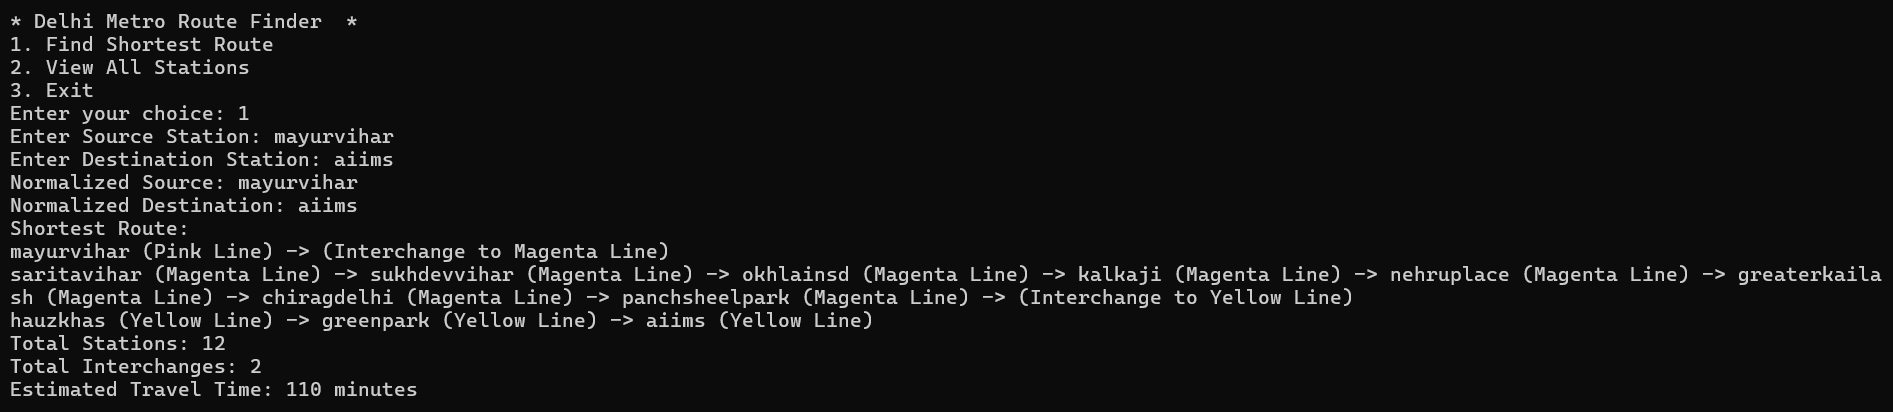 * Delhi Metro Route Finder  *
1. Find Shortest Route
2. View All Stations
3. Exit
Enter your choice: 1
Enter Source Station: mayurvihar
Enter Destination Station: aiims
Normalized Source: mayurvihar
Normalized Destination: aiims
Shortest Route:
mayurvihar (Pink Line) -> (Interchange to Magenta Line)
saritavihar (Magenta Line) -> sukhdevvihar (Magenta Line) -> okhlainsd (Magenta Line) -> kalkaji (Magenta Line) -> nehruplace (Magenta Line) -> greaterkaila
sh (Magenta Line) -> chiragdelhi (Magenta Line) -> panchsheelpark (Magenta Line) -> (Interchange to Yellow Line)
hauzkhas (Yellow Line) -> greenpark (Yellow Line) -> aiims (Yellow Line)
Total Stations: 12
Total Interchanges: 2
Estimated Travel Time: 110 minutes